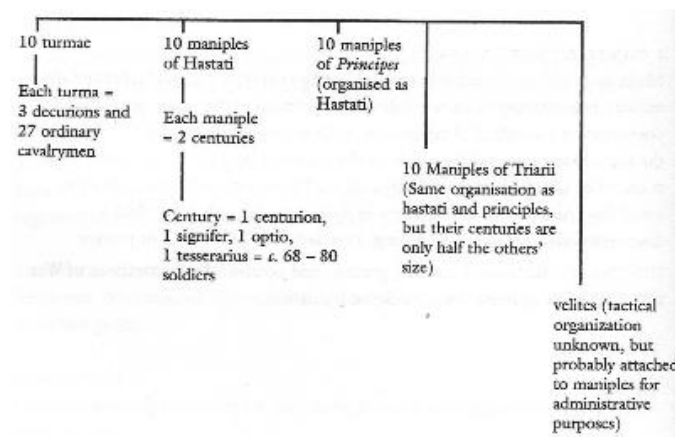 10 turmae
Each turma =
3 decurions and
27 ordinary
cavalrymen
10 maniples
of Hastati
Each maniple
= 2 centuries
Century = 1 centurion,
1 signifer, 1 optio,
1 tesserarius = c. 68 – 80
soldiers
10 maniples
of Principes
(organised as
Hastati)
10 Maniples of Triarii
(Same organisation as
hastati and principles,
but their centuries are
only half the others'
size)
velites (tactical
organization
unknown, but
probably attached
to maniples for
administrative
purposes)